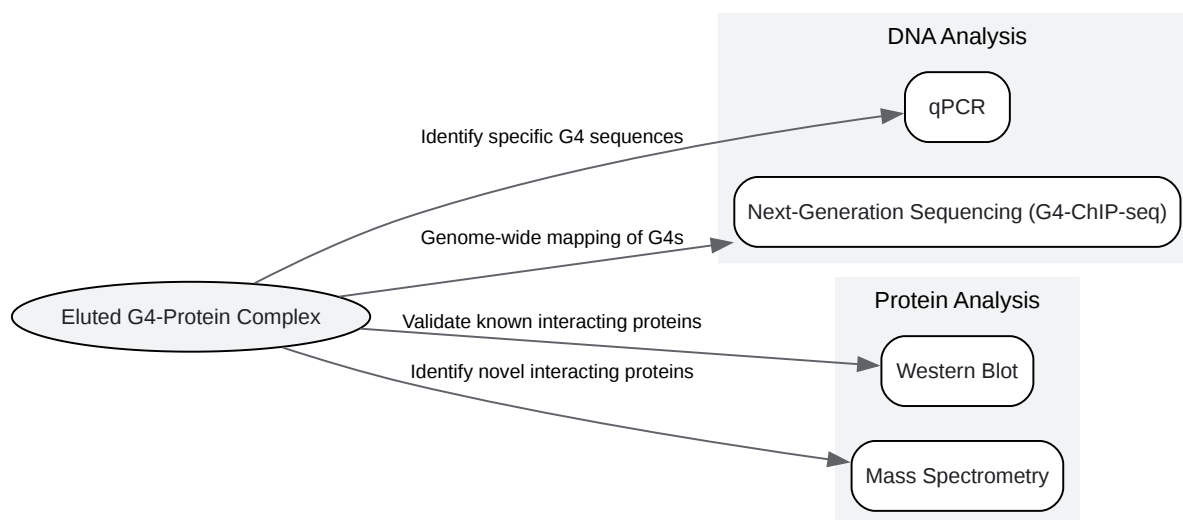 DNA Analysis
qPCR
Identify specific G4 sequences
Next-Generation Sequencing (G4-ChIP-seq)
Genome-wide mapping of G4s
Eluted G4-Protein Complex
Protein Analysis
Validate known interacting proteins
Western Blot
Identify novel interacting proteins
Mass Spectrometry